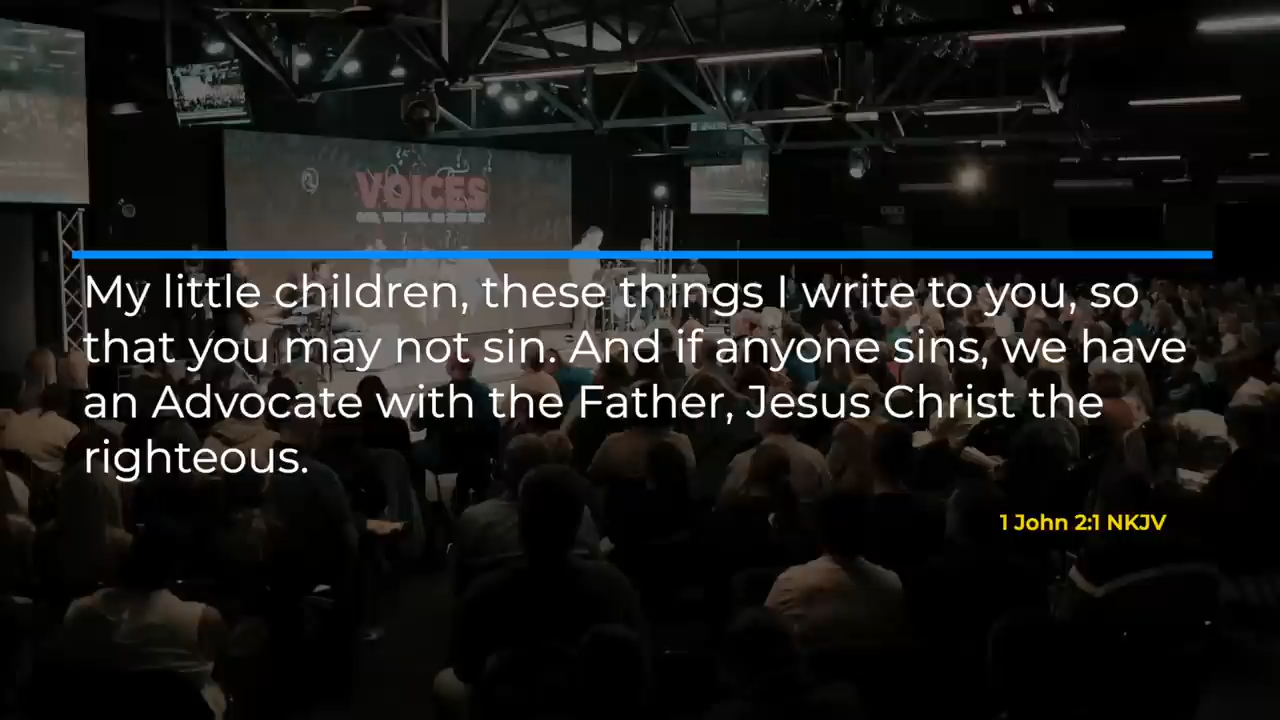 VOICES
My little children, these things I write to you, so
that you may not sin. And if anyone sins, we have
an Advocate with the Father, Jesus Christ the
righteous.
1 John 2:1 NKJV